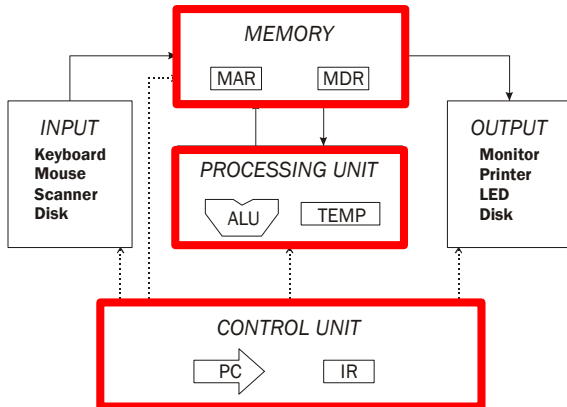 MEMORY
MAR MDR
INPUT
Keyboard
Mouse
Scanner
Disk
PROCESSING UNIT
ALU TEMP
OUTPUT
Monitor
Printer
LED
Disk
CONTROL UNIT
PC IR